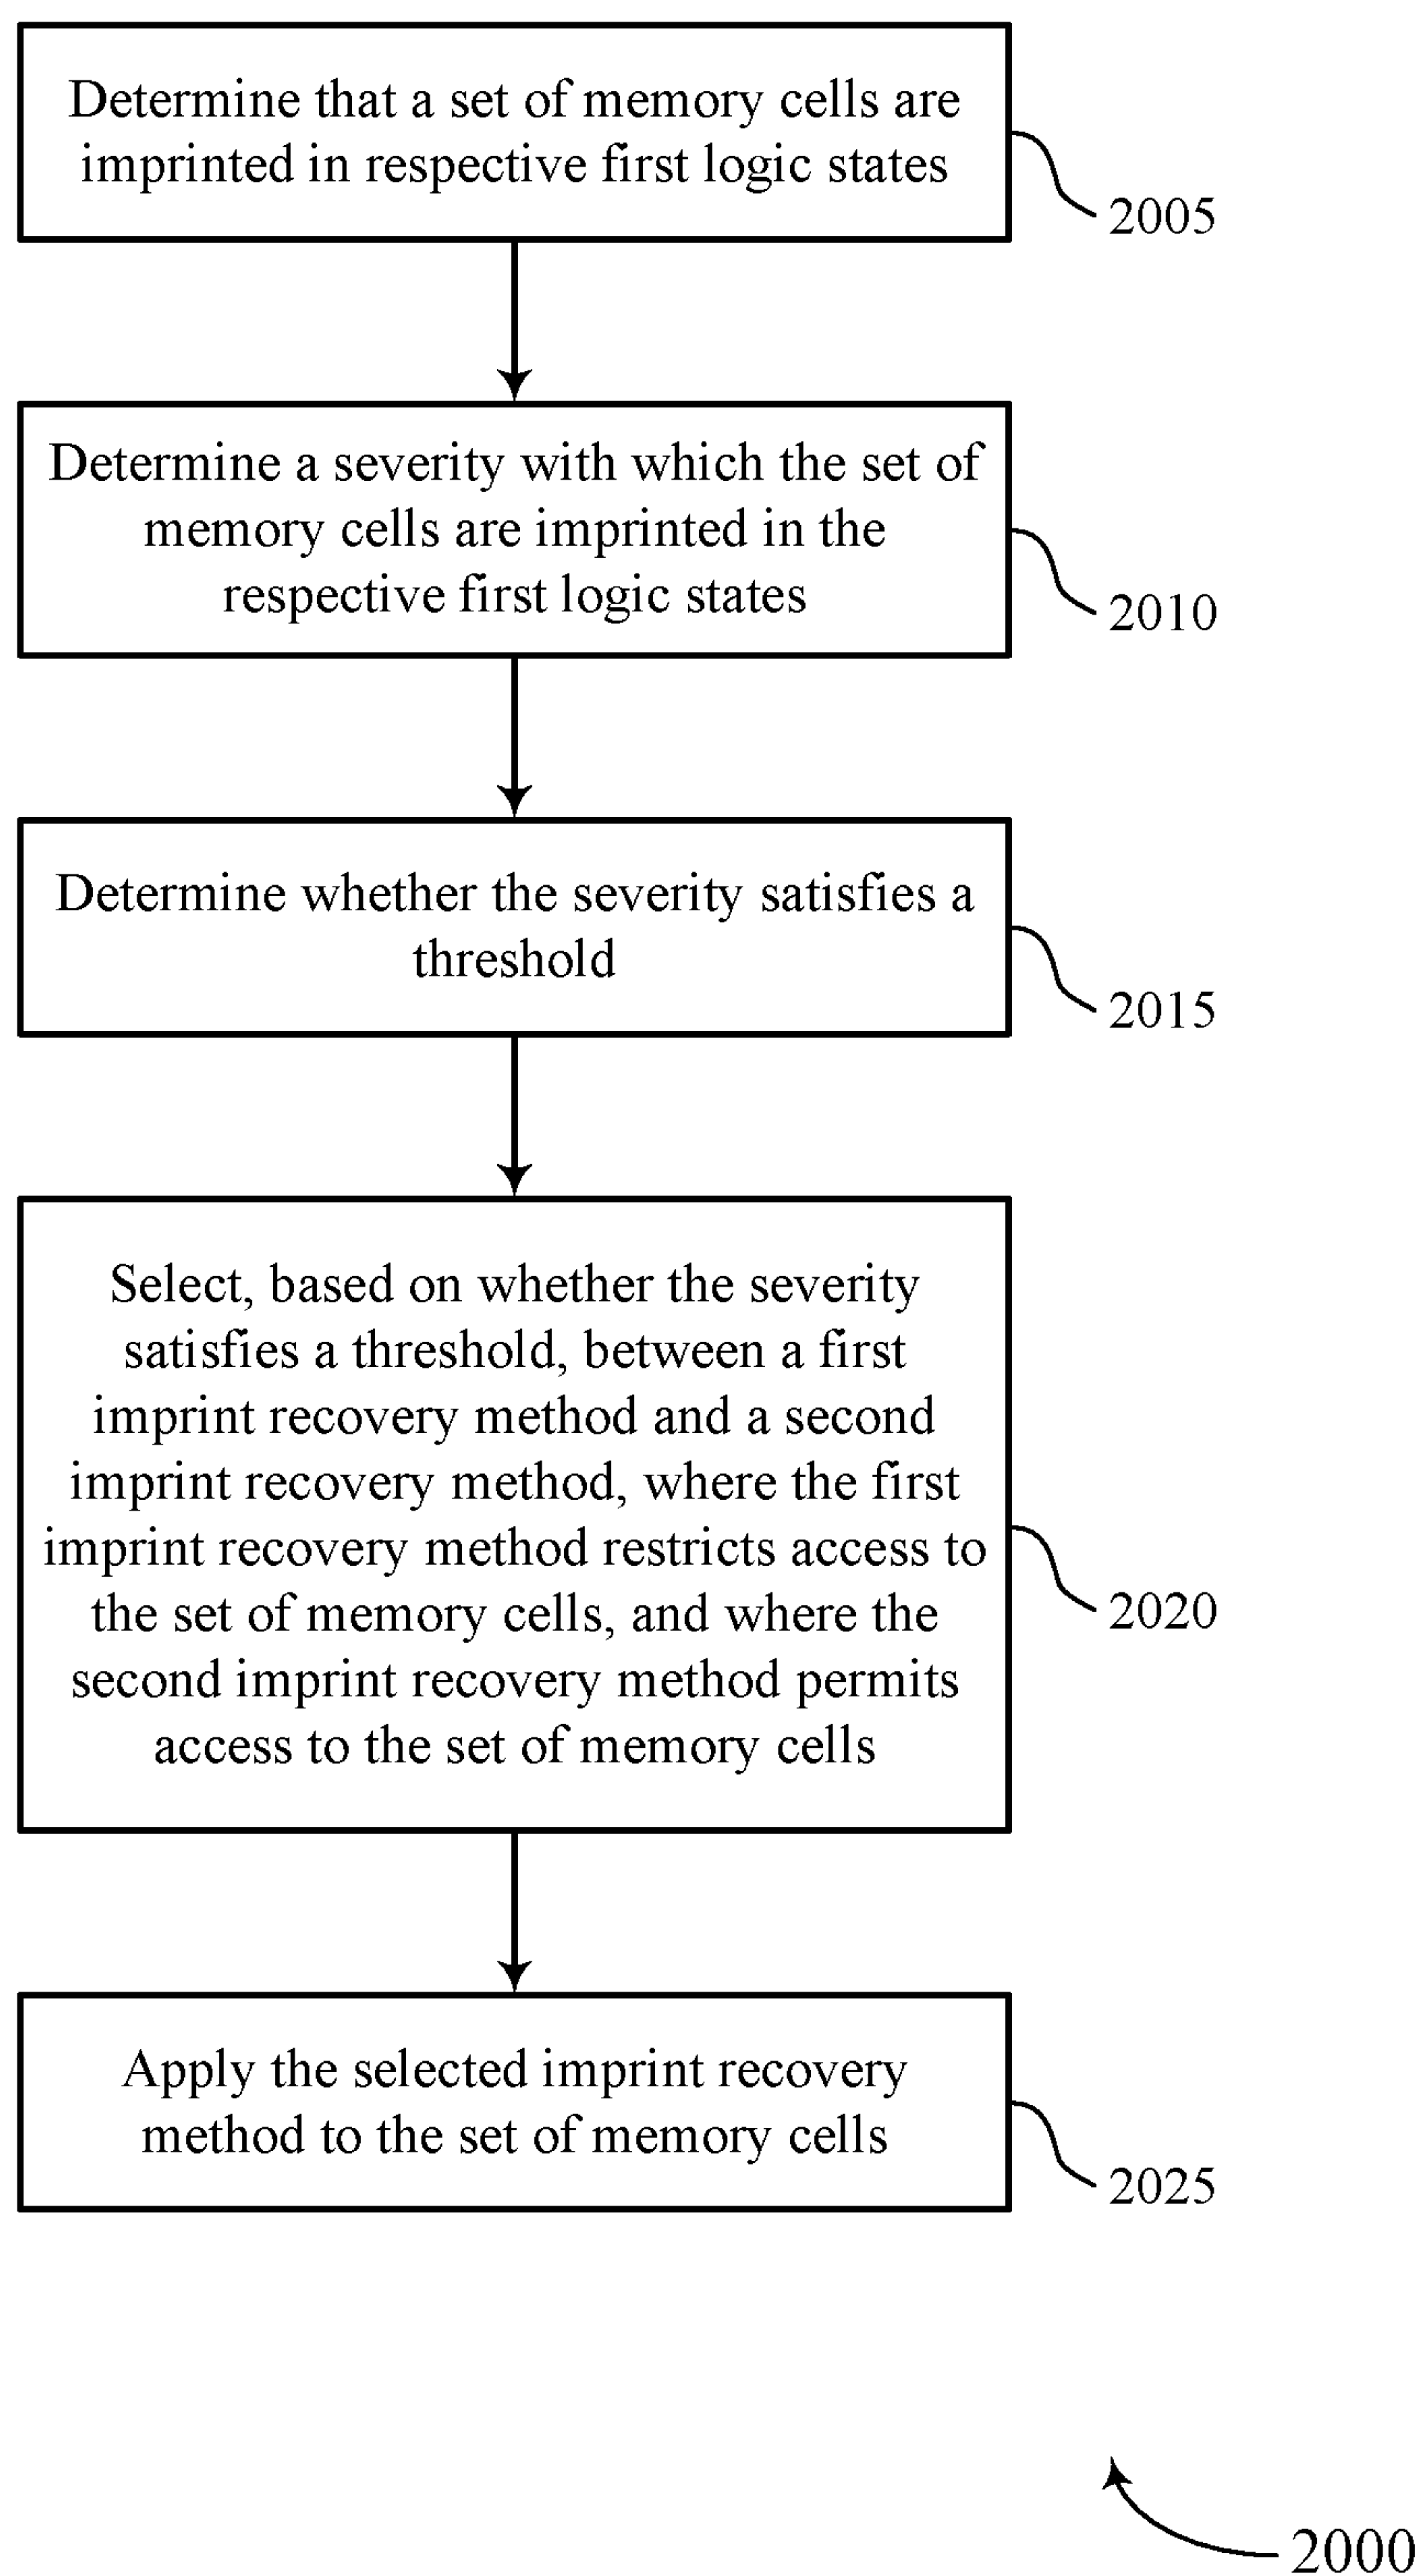 Determine that a set of memory cells are
imprinted in respective first logic states
2005
Determine a severity with which the set of
memory cells are imprinted in the
respective first logic states
2010
Determine whether the severity satisfies a
threshold
2015
Select, based on whether the severity
satisfies a threshold, between a first
imprint recovery method and a second
imprint recovery method, where the first
imprint recovery method restricts access to
the set of memory cells, and where the
second imprint recovery method permits
access to the set of memory cells
2020
Apply the selected imprint recovery
method to the set of memory cells
2025
2000